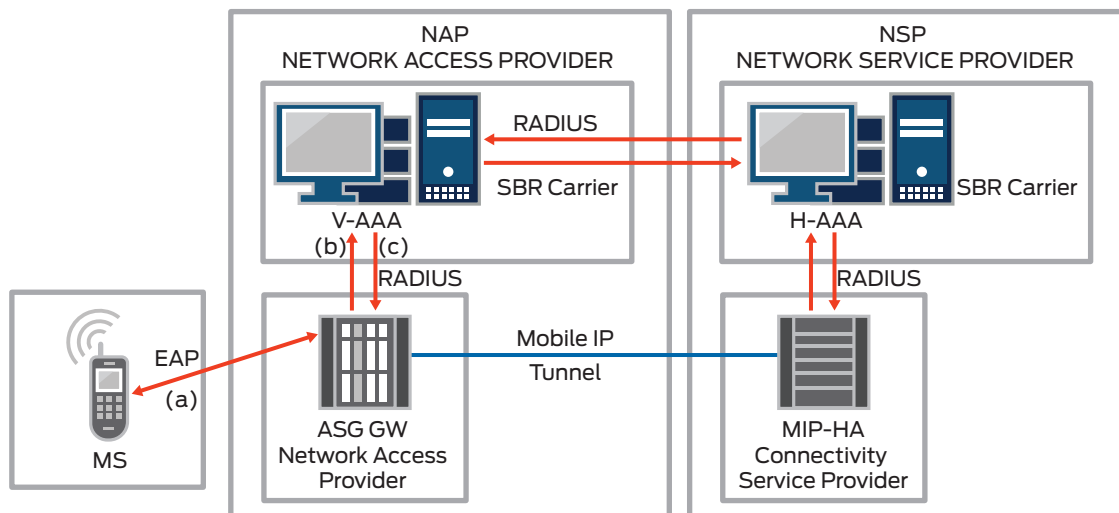 NAP
NETWORK ACCESS PROVIDER
NSP
NETWORK SERVICE PROVIDER
RADIUS
SBR Carrier
SBR Carrier
V-AAA
H-AAA
(b)
(c)
RADIUS
RADIUS
EAP
(a)
MS
Mobile IP
Tunnel
ASG GW
Network Access
Provider
MIP-HA
Connectivity
Service Provider